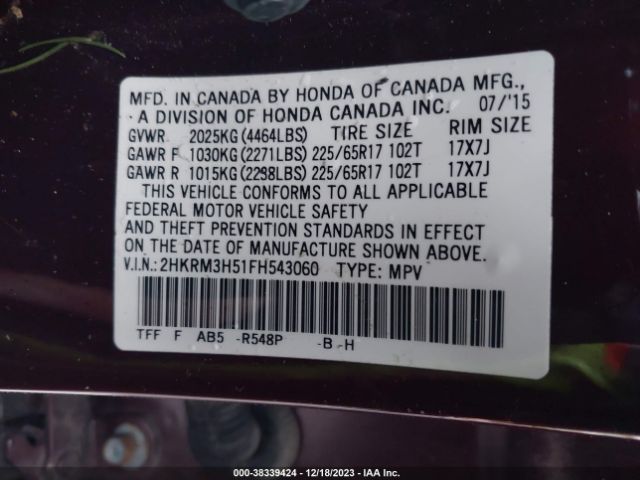 MFD. IN CANADA BY HONDA OF CANADA MFG.,
A DIVISION OF HONDA CANADA INC. 07/'15
GVWR 2025KG (4464LBS) TIRE SIZE RIM SIZE
GAWR F 1030KG (2271LBS) 225/65R17 102T 17X7J
GAWR R 1015KG (2238LBS) 225/65R17 102T 17X7J
THIS VEHICLE CONFORMS TO ALL APPLICABLE
FEDERAL MOTOR VEHICLE SAFETY
AND THEFT PREVENTION STANDARDS IN EFFECT
ON THE DATE OF MANUFACTURE SHOWN ABOVE.
V.I.N.: 2HKRM3H51FH543060 TYPE: MPV
TFF F AB5 -R548P -B -H
000-38339424 - 12/18/2023 - IAA Inc.